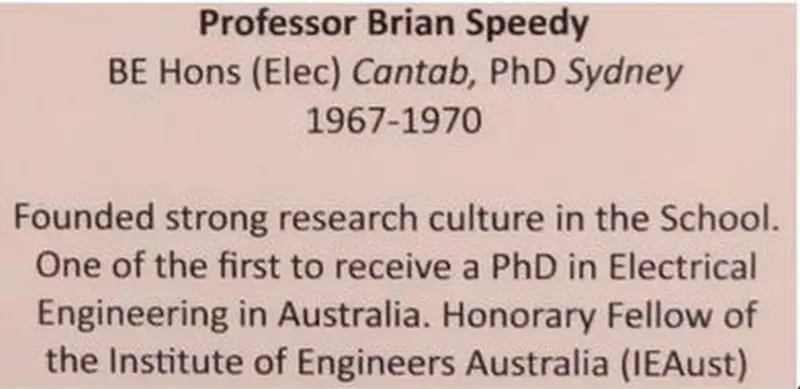 Professor Brian Speedy
BE Hons (Elec) Cantab, PhD Sydney
1967-1970
Founded strong research culture in the School.
One of the first to receive a PhD in Electrical
Engineering in Australia. Honorary Fellow of
the Institute of Engineers Australia (IEAust)